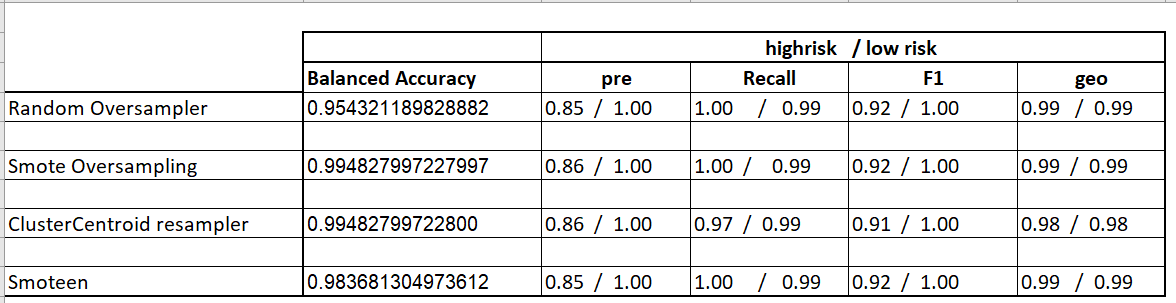 highrisk / low risk
Balanced Accuracy pre Recall F1 geo
Random Oversampler 0.954321189828882 0.85 / 1.00 1.00 / 0.99 0.92 / 1.00 0.99 / 0.99
Smote Oversampling 0.994827997227997 0.86 / 1.00 1.00 / 0.99 0.92 / 1.00 0.99 / 0.99
ClusterCentroid resampler 0.99482799722800 0.86 / 1.00 0.97 / 0.99 0.91 / 1.00 0.98 / 0.98
Smoteen 0.983681304973612 0.85 / 1.00 1.00 / 0.99 0.92 / 1.00 0.99 / 0.99